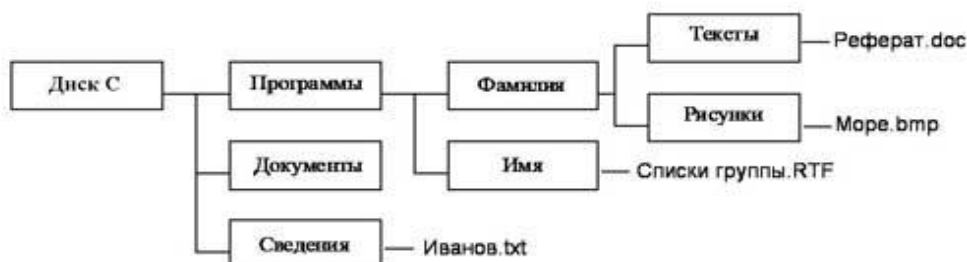 Тексты
Реферат.doc
Диск С
Программы
Фамилия
Рисунки
Море.bmp
Документы
Имя
Списки группы.RTF
Сведения
Иванов.txt